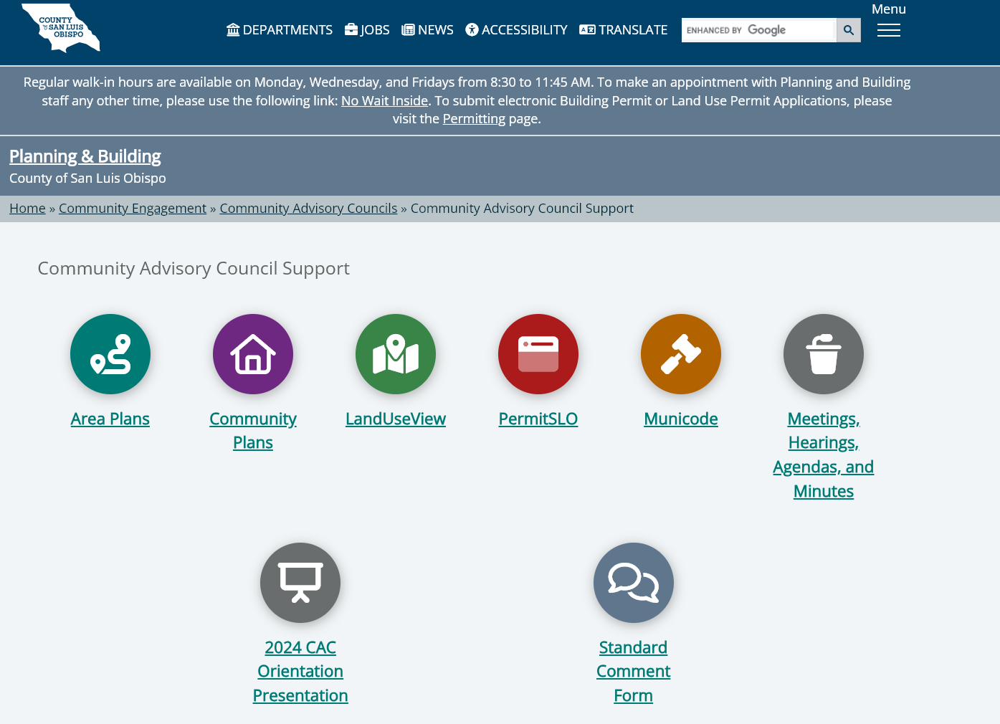 COUNTY
OF SAN LUIS
OBISPO
DEPARTMENTS JOBS NEWS ACCESSIBILITY TRANSLATE ENHANCED BY Google Menu
Regular walk-in hours are available on Monday, Wednesday, and Fridays from 8:30 to 11:45 AM. To make an appointment with Planning and Building
staff any other time, please use the following link: No Wait Inside. To submit electronic Building Permit or Land Use Permit Applications, please
visit the Permitting page.
Planning & Building
County of San Luis Obispo
Home » Community Engagement » Community Advisory Councils » Community Advisory Council Support
Community Advisory Council Support
Area Plans
Community
Plans
LandUseView
PermitSLO
Municode
Meetings,
Hearings,
Agendas, and
Minutes
2024 CAC
Orientation
Presentation
Standard
Comment
Form